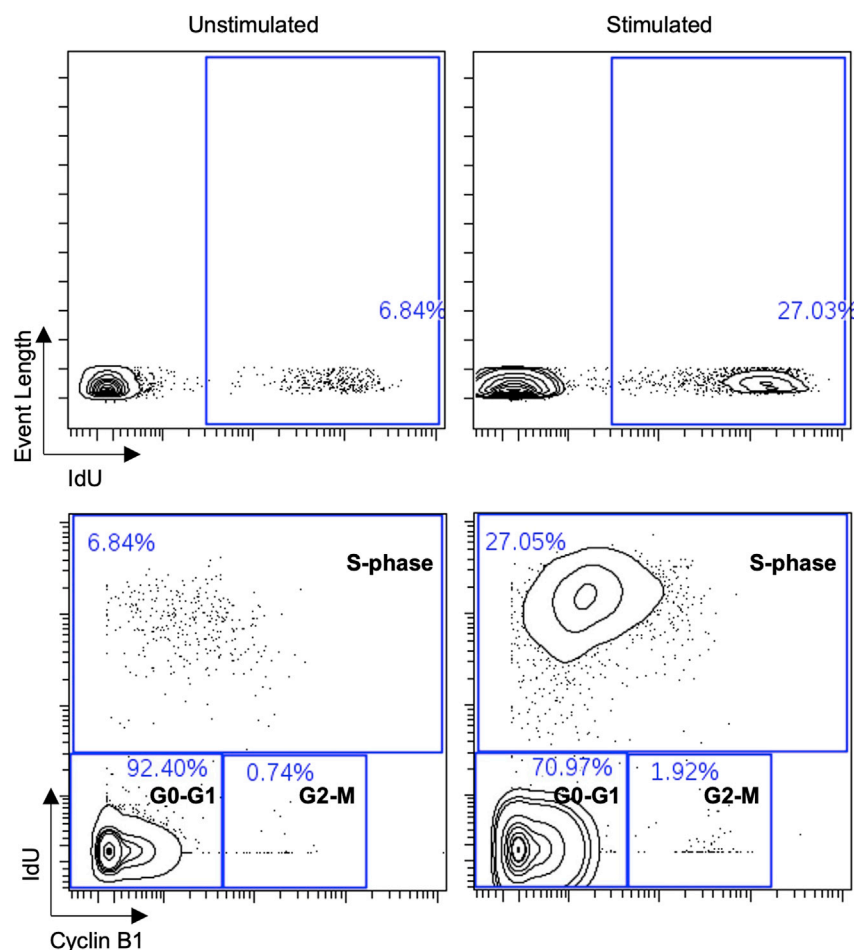 Unstimulated
Stimulated
6.84%
27.03%
Event Length
IdU
6.84%
S-phase
27.05%
S-phase
92.40%
0.74%
G0-G1
G2-M
70.97%
1.92%
G0-G1
G2-M
IdU
Cyclin B1